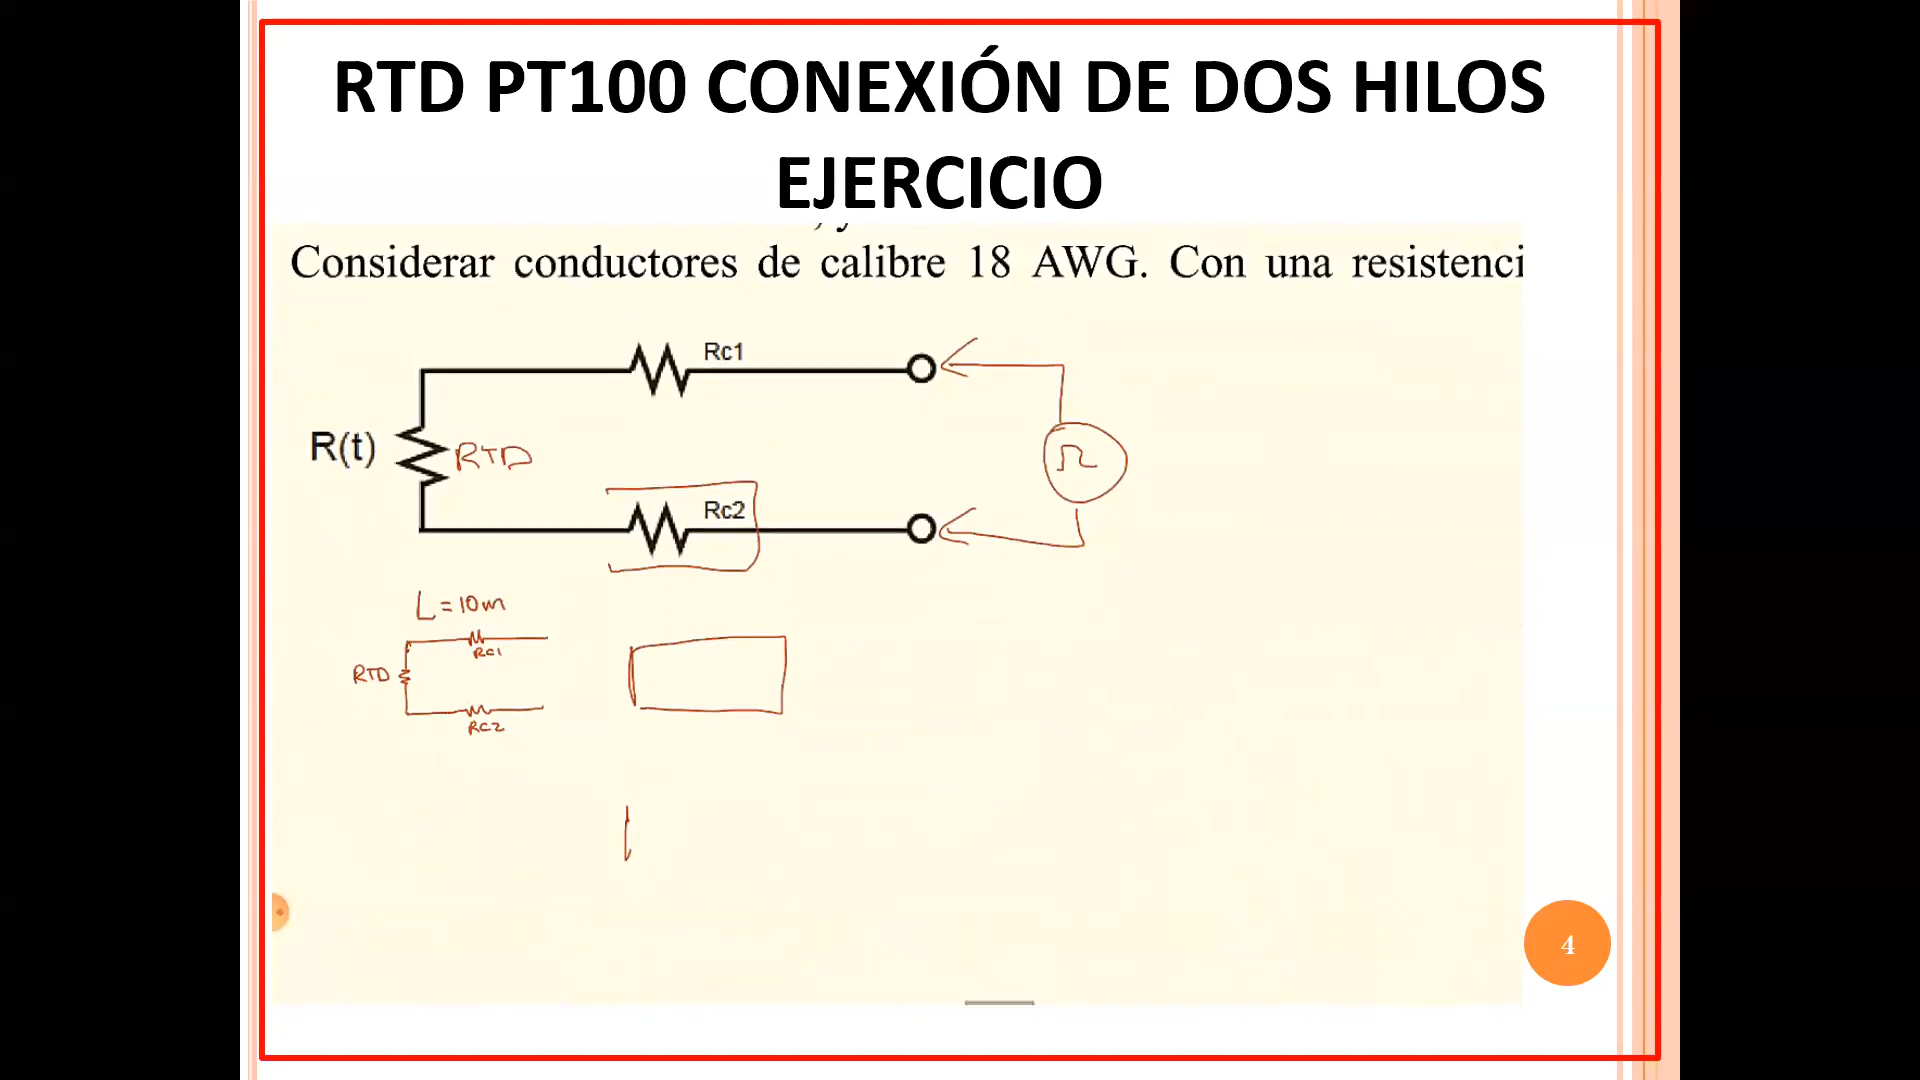 RTD PT100 CONEXIÓN DE DOS HILOS
EJERCICIO
Considerar conductores de calibre 18 AWG. Con una resistenci
Rc1
R(t)
RTD
Ω
Rc2
L=10m
RC1
RTD
RC2
4